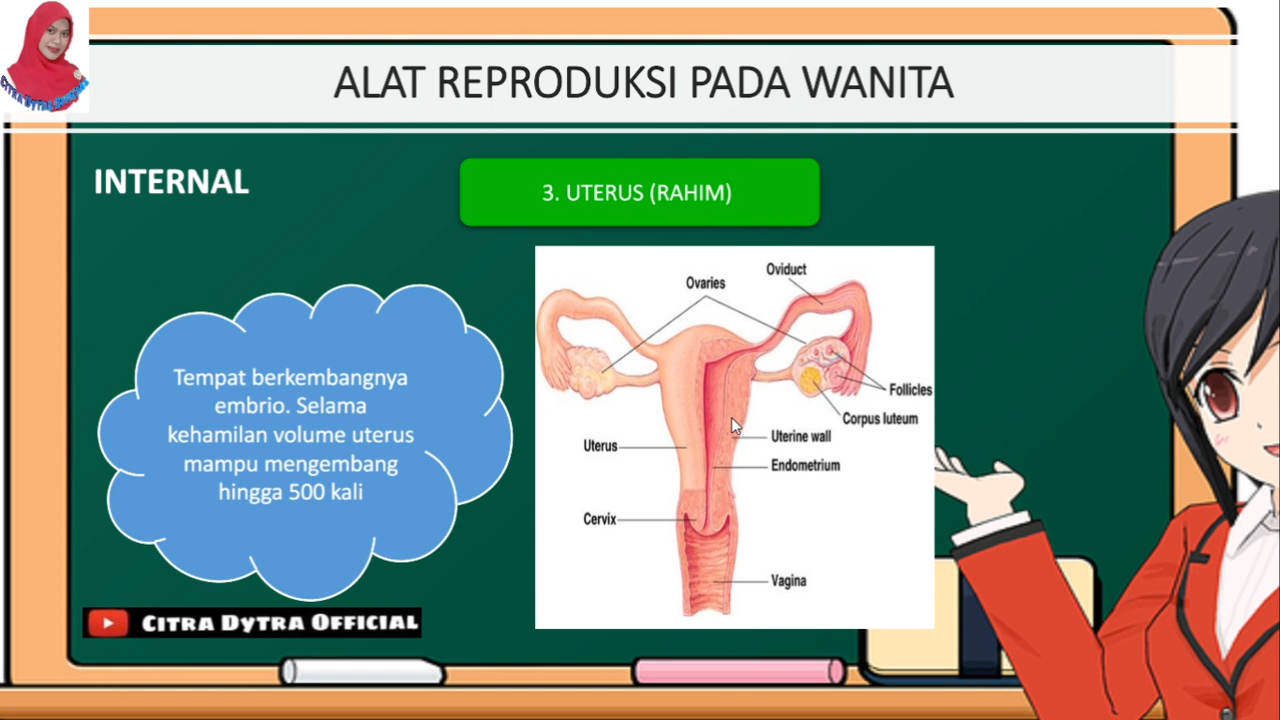 ALAT REPRODUKSI PADA WANITA
INTERNAL
3. UTERUS (RAHIM)
Tempat berkembangnya
embrio. Selama
kehamilan volume uterus
mampu mengembang
hingga 500 kali
Oviduct
Ovaries
Follicles
Corpus luteum
Uterine wall
Uterus
Endometrium
Cervix
Vagina
CITRA DYTRA OFFICIAL